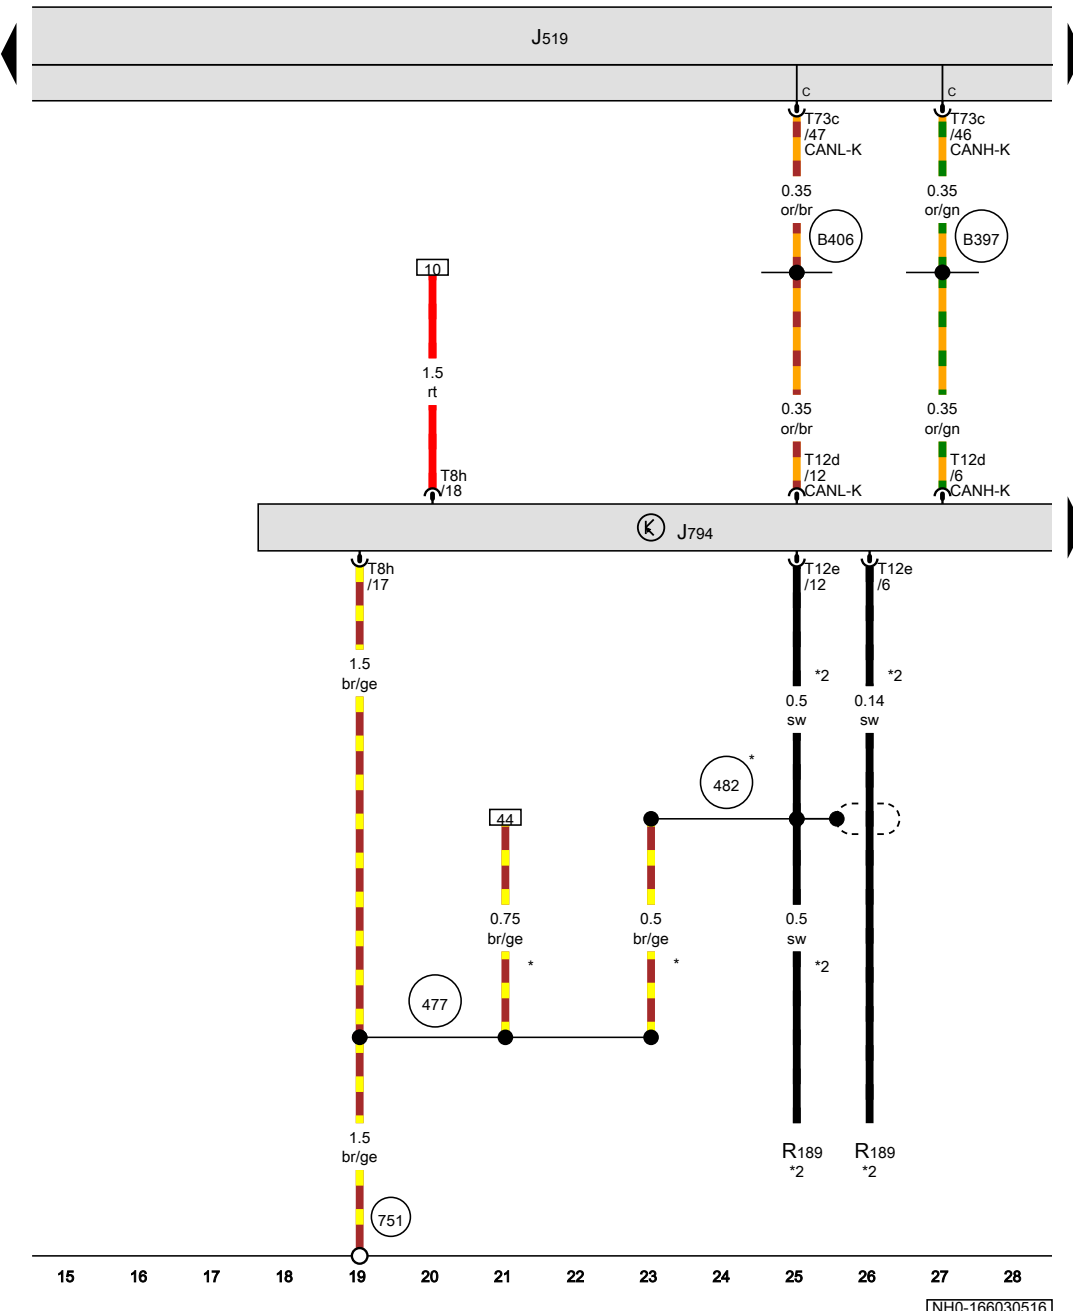 J519
C
C
T73c
/47
CANL-K
T73c
/46
CANH-K
0.35
or/br
0.35
or/gn
B406
B397
10
1.5
rt
0.35
or/br
0.35
or/gn
T8h
/18
T12d
/12
CANL-K
T12d
/6
CANH-K
K J794
T8h
/17
T12e
/12
T12e
/6
1.5
br/ge
*2
*2
0.5
sw
0.14
sw
*
482
44
0.75
br/ge
*
0.5
br/ge
*
0.5
sw
*2
477
1.5
br/ge
R189
*2
R189
*2
751
15 16 17 18 19 20 21 22 23 24 25 26 27 28
NH0-166030516